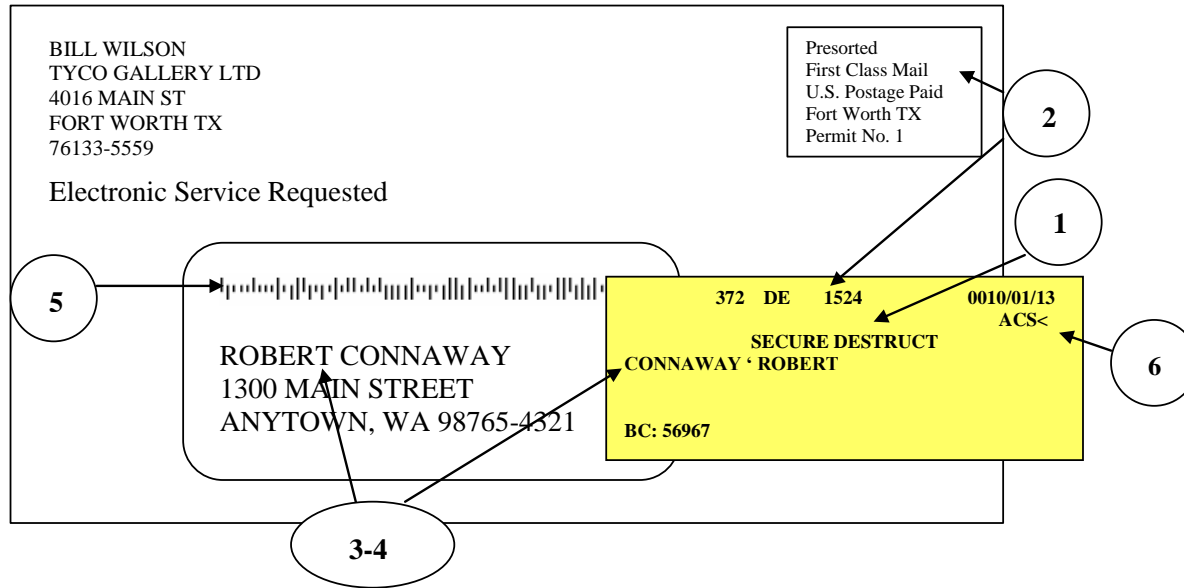 BILL WILSON
TYCO GALLERY LTD
4016 MAIN ST
FORT WORTH TX
76133-5559
Electronic Service Requested
Presorted
First Class Mail
U.S. Postage Paid
Fort Worth TX
Permit No. 1
2
1
5
372 DE 1524 0010/01/13
ACS<
SECURE DESTRUCT
CONNAWAY ‘ ROBERT
BC: 56967
6
ROBERT CONNAWAY
1300 MAIN STREET
ANYTOWN, WA 98765-4321
3-4